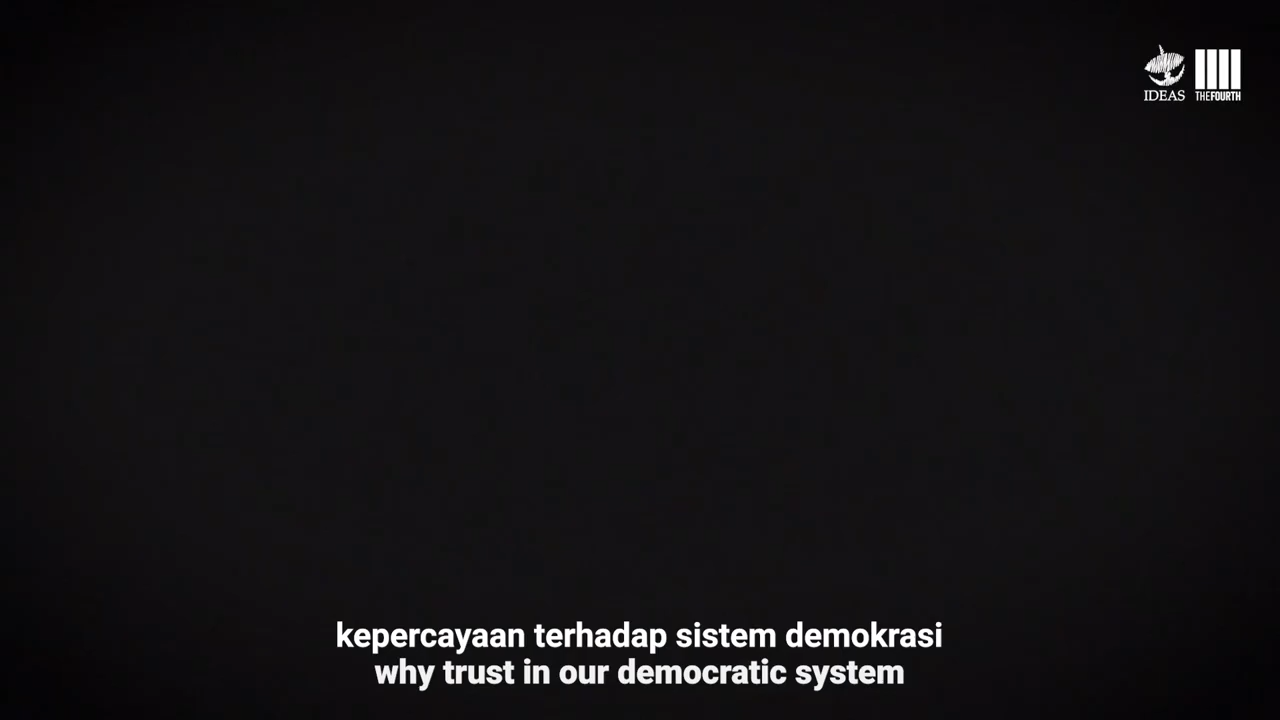 IDEAS
THEFOURTH
kepercayaan terhadap sistem demokrasi
why trust in our democratic system